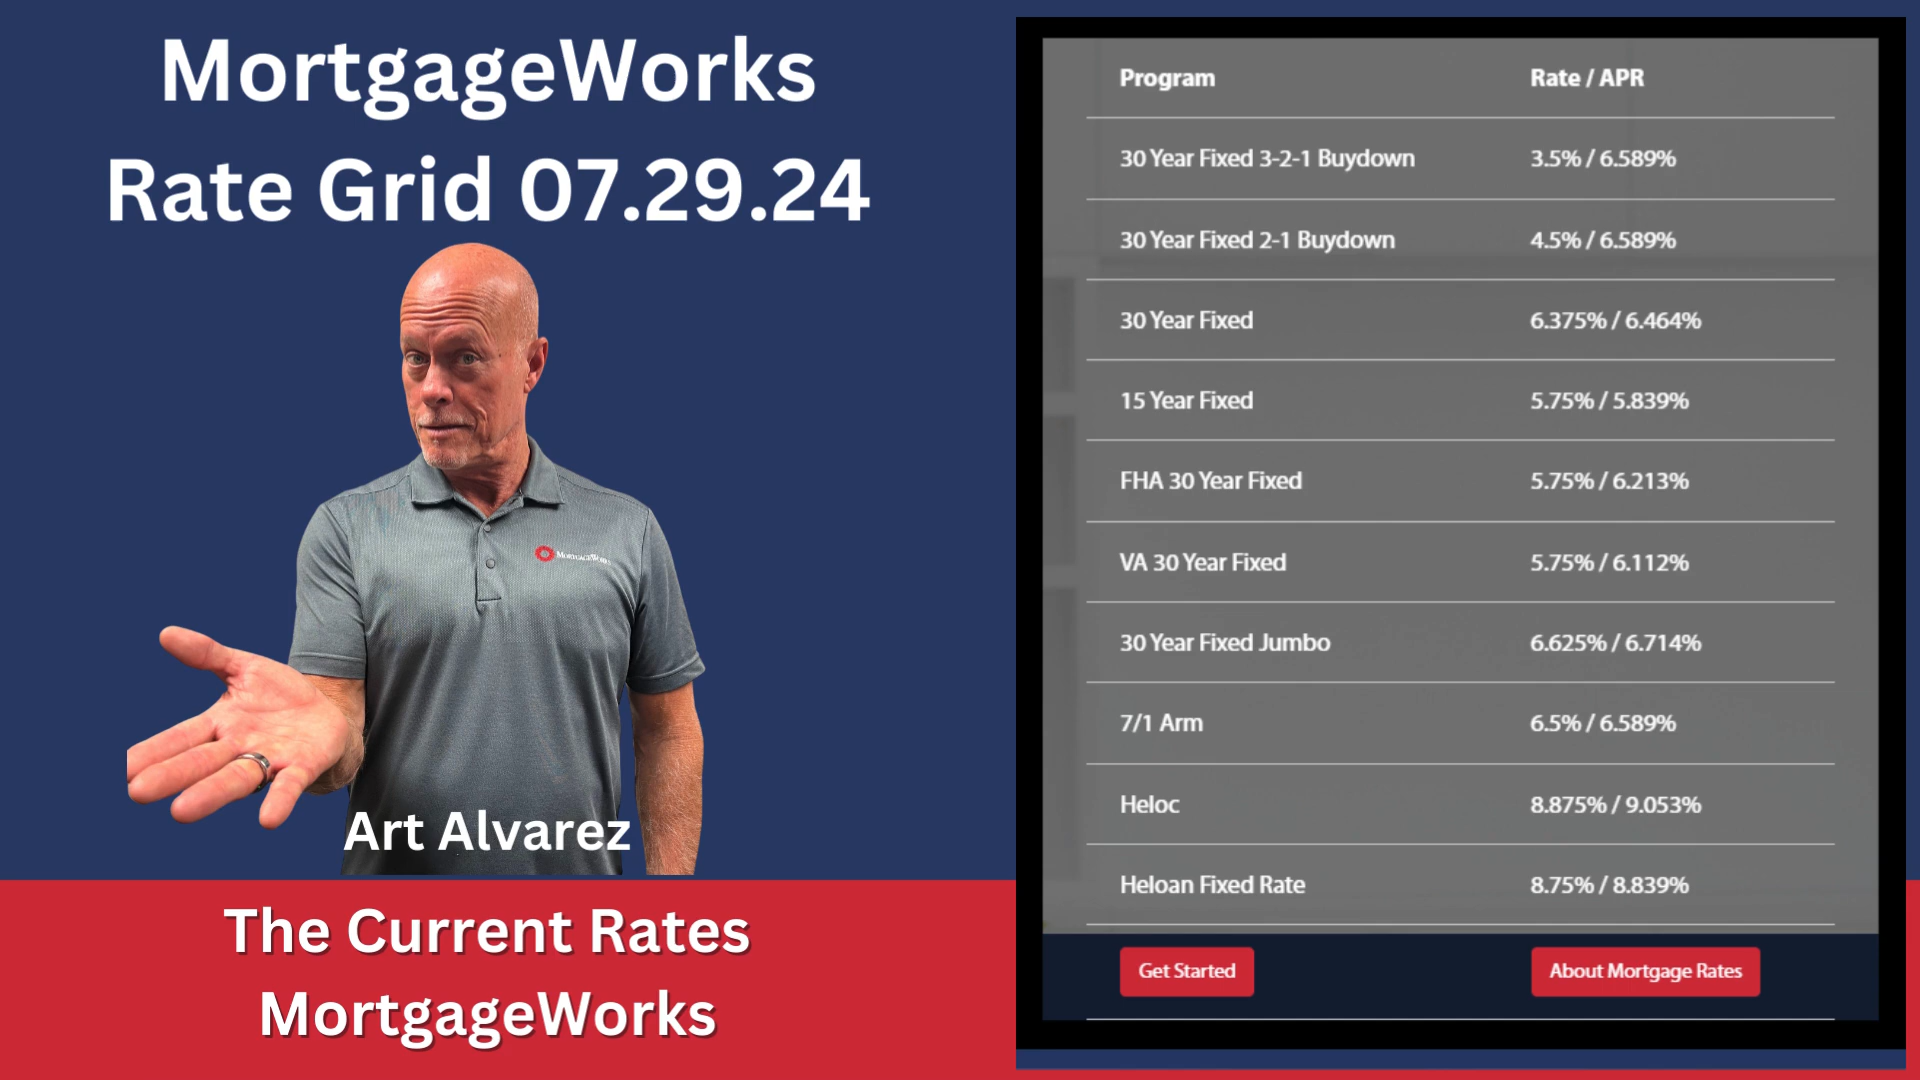 MortgageWorks
Rate Grid 07.29.24
MortgageWorks
Art Alvarez
The Current Rates
MortgageWorks
Program Rate / APR
30 Year Fixed 3-2-1 Buydown 3.5% / 6.589%
30 Year Fixed 2-1 Buydown 4.5% / 6.589%
30 Year Fixed 6.375% / 6.464%
15 Year Fixed 5.75% / 5.839%
FHA 30 Year Fixed 5.75% / 6.213%
VA 30 Year Fixed 5.75% / 6.112%
30 Year Fixed Jumbo 6.625% / 6.714%
7/1 Arm 6.5% / 6.589%
Heloc 8.875% / 9.053%
Heloan Fixed Rate 8.75% / 8.839%
Get Started About Mortgage Rates